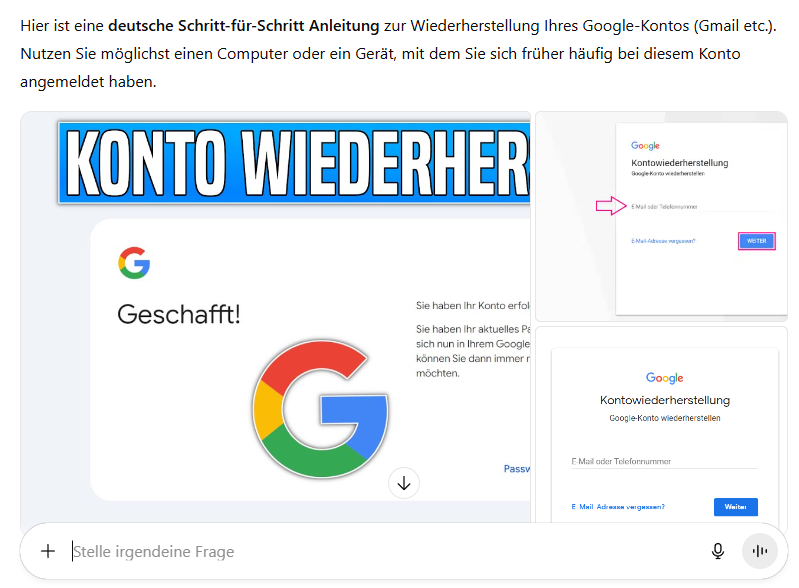 Hier ist eine deutsche Schritt-für-Schritt Anleitung zur Wiederherstellung Ihres Google-Kontos (Gmail etc.).
Nutzen Sie möglichst einen Computer oder ein Gerät, mit dem Sie sich früher häufig bei diesem Konto
angemeldet haben.
KONTO WIEDERHER
Geschafft!
Sie haben Ihr Konto erfol
Sie haben Ihr aktuelles Pa
sich nun in Ihrem Google
können Sie dann immer
möchten.
Passw
Google
Kontowiederherstellung
Google-Konto wiederherstellen
E-Mail oder Telefonnummer
E-Mail-Adresse vergessen?
WEITER
Google
Kontowiederherstellung
Google-Konto wiederherstellen
E-Mail oder Telefonnummer
E-Mail-Adresse vergessen?
Weiter
Stelle irgendeine Frage